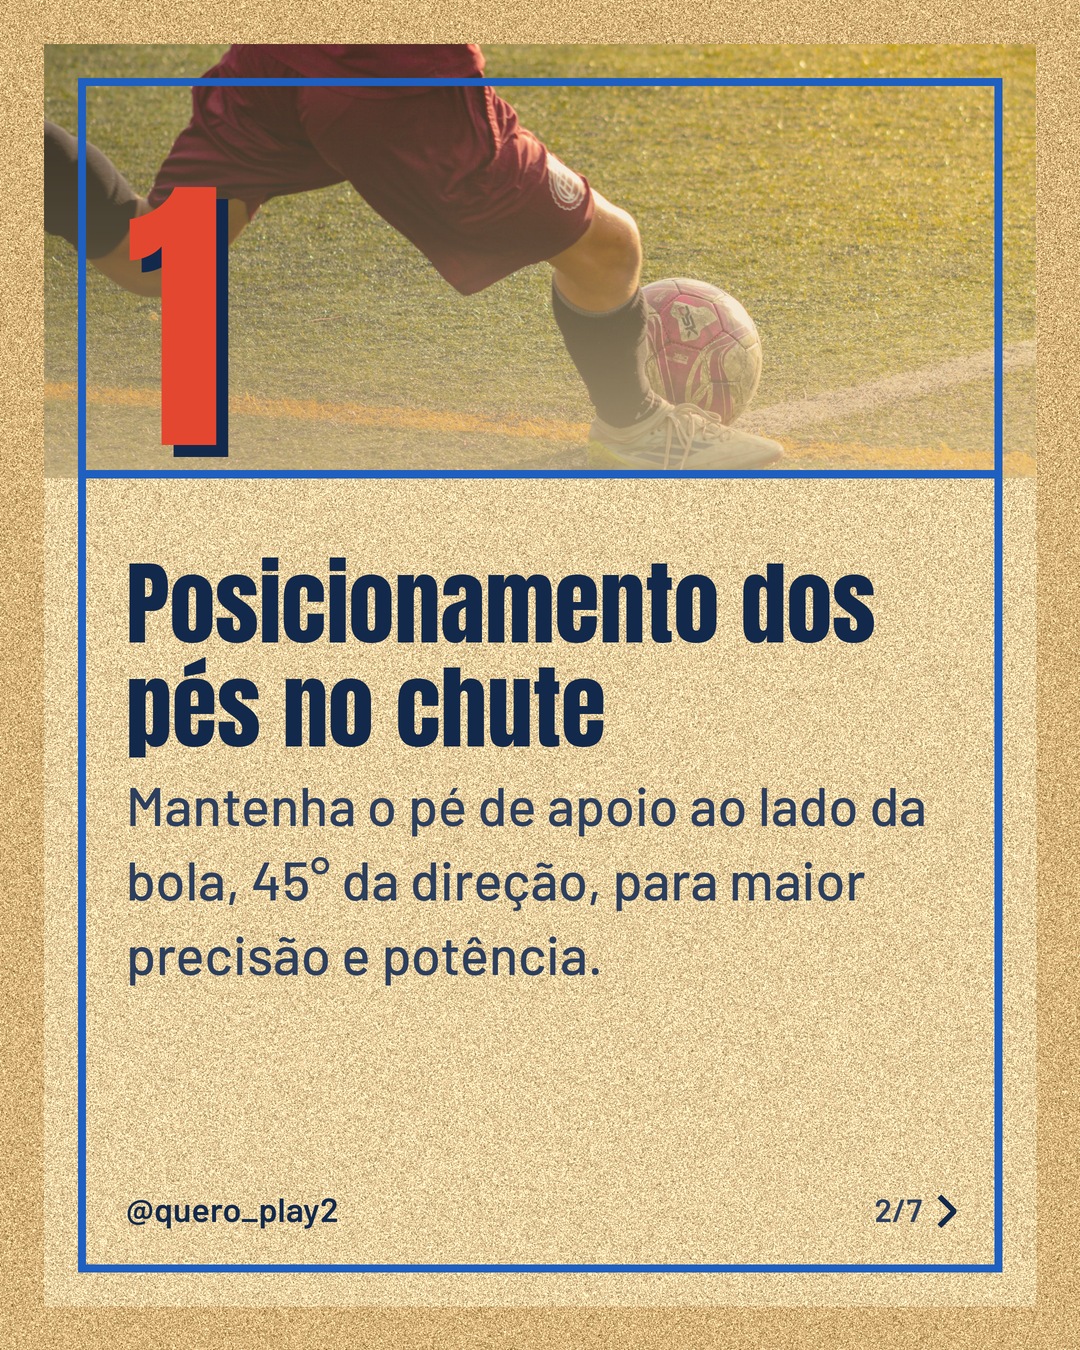 1
Posicionamento dos
pés no chute
Mantenha o pé de apoio ao lado da
bola, 45° da direção, para maior
precisão e potência.
@quero_play2
2/7